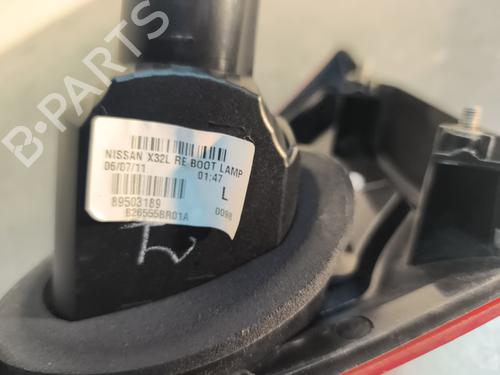 B-PARTS
NISSAN X32L RE BOOT LAMP
06/07/11 01:47
L
89503189 0098
B26555BR01A